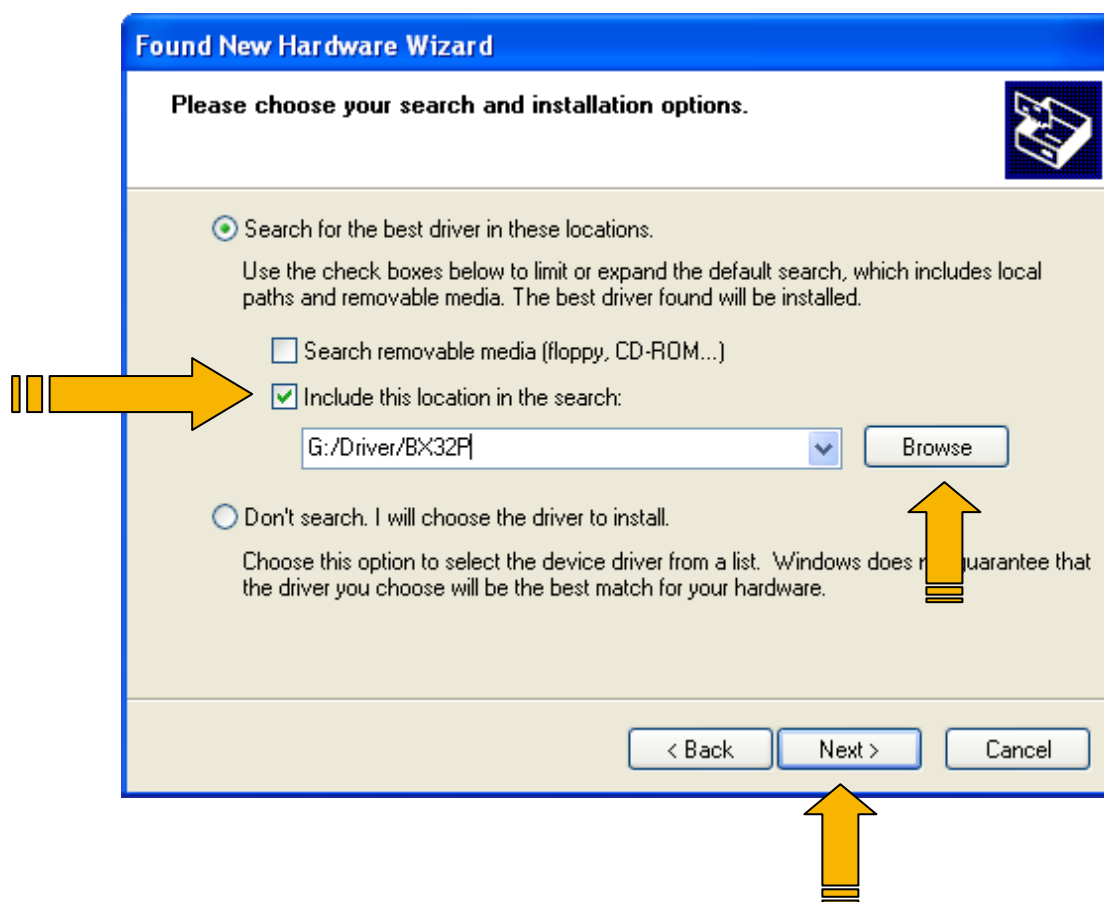 Found New Hardware Wizard
Please choose your search and installation options.
Search for the best driver in these locations.
Use the check boxes below to limit or expand the default search, which includes local
paths and removable media. The best driver found will be installed.
Search removable media (floppy, CD-ROM...)
Include this location in the search:
G:/Driver/BX32P
Browse
Don't search. I will choose the driver to install.
Choose this option to select the device driver from a list. Windows does guarantee that
the driver you choose will be the best match for your hardware.
< Back
Next >
Cancel